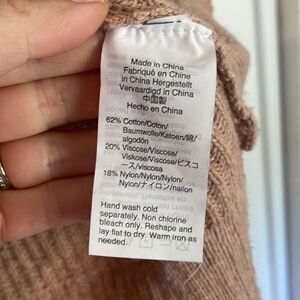 Made in China
Fabriqué en Chine
in China Hergestellt
Vervaardigd in China
中国製
Hecho en China
62% Cotton/Coton/
Baumwolle/Katoen/綿/
algodón
20% Viscose/Viscose/
Viskose/Viscose/ビスコ
ース/viscosa
18% Nylon/Nylon/Nylon/
Nylon/ナイロン/nailon
Hand wash cold
separately. Non chlorine
bleach only. Reshape and
lay flat to dry. Warm iron as
needed.